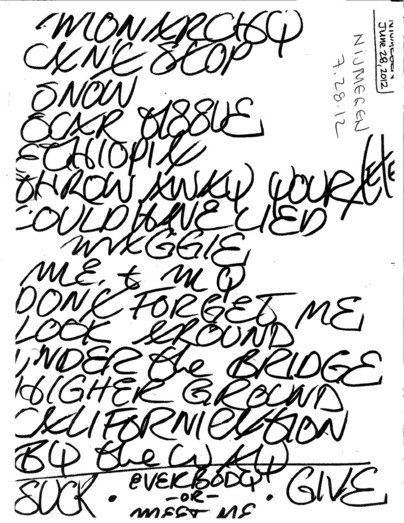 MONARCHY
CAN'T STOP
SNOW
SCAR TISSUE
ETHIOPIA
THROW AWAY YOUR TELE
COULD HAVE LIED
MAGGIE
ME & MY
DON'T FORGET ME
LOOK AROUND
UNDER the BRIDGE
HIGHER GROUND
CALIFORNICATION
BY the WAY
SUCK · EVERBODY · GIVE
-OR-
MEET ME
NIJMEGEN
7.28.12
NIJMEGEN
JUNE 28, 2012